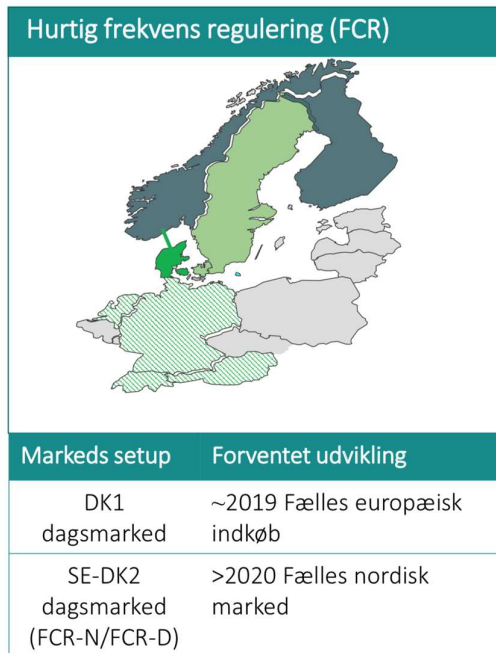 Hurtig frekvens regulering (FCR)
Markeds setup
Forventet udvikling
DK1
dagsmarked
~2019 Fælles europæisk
indkøb
SE-DK2
dagsmarked
(FCR-N/FCR-D)
>2020 Fælles nordisk
marked